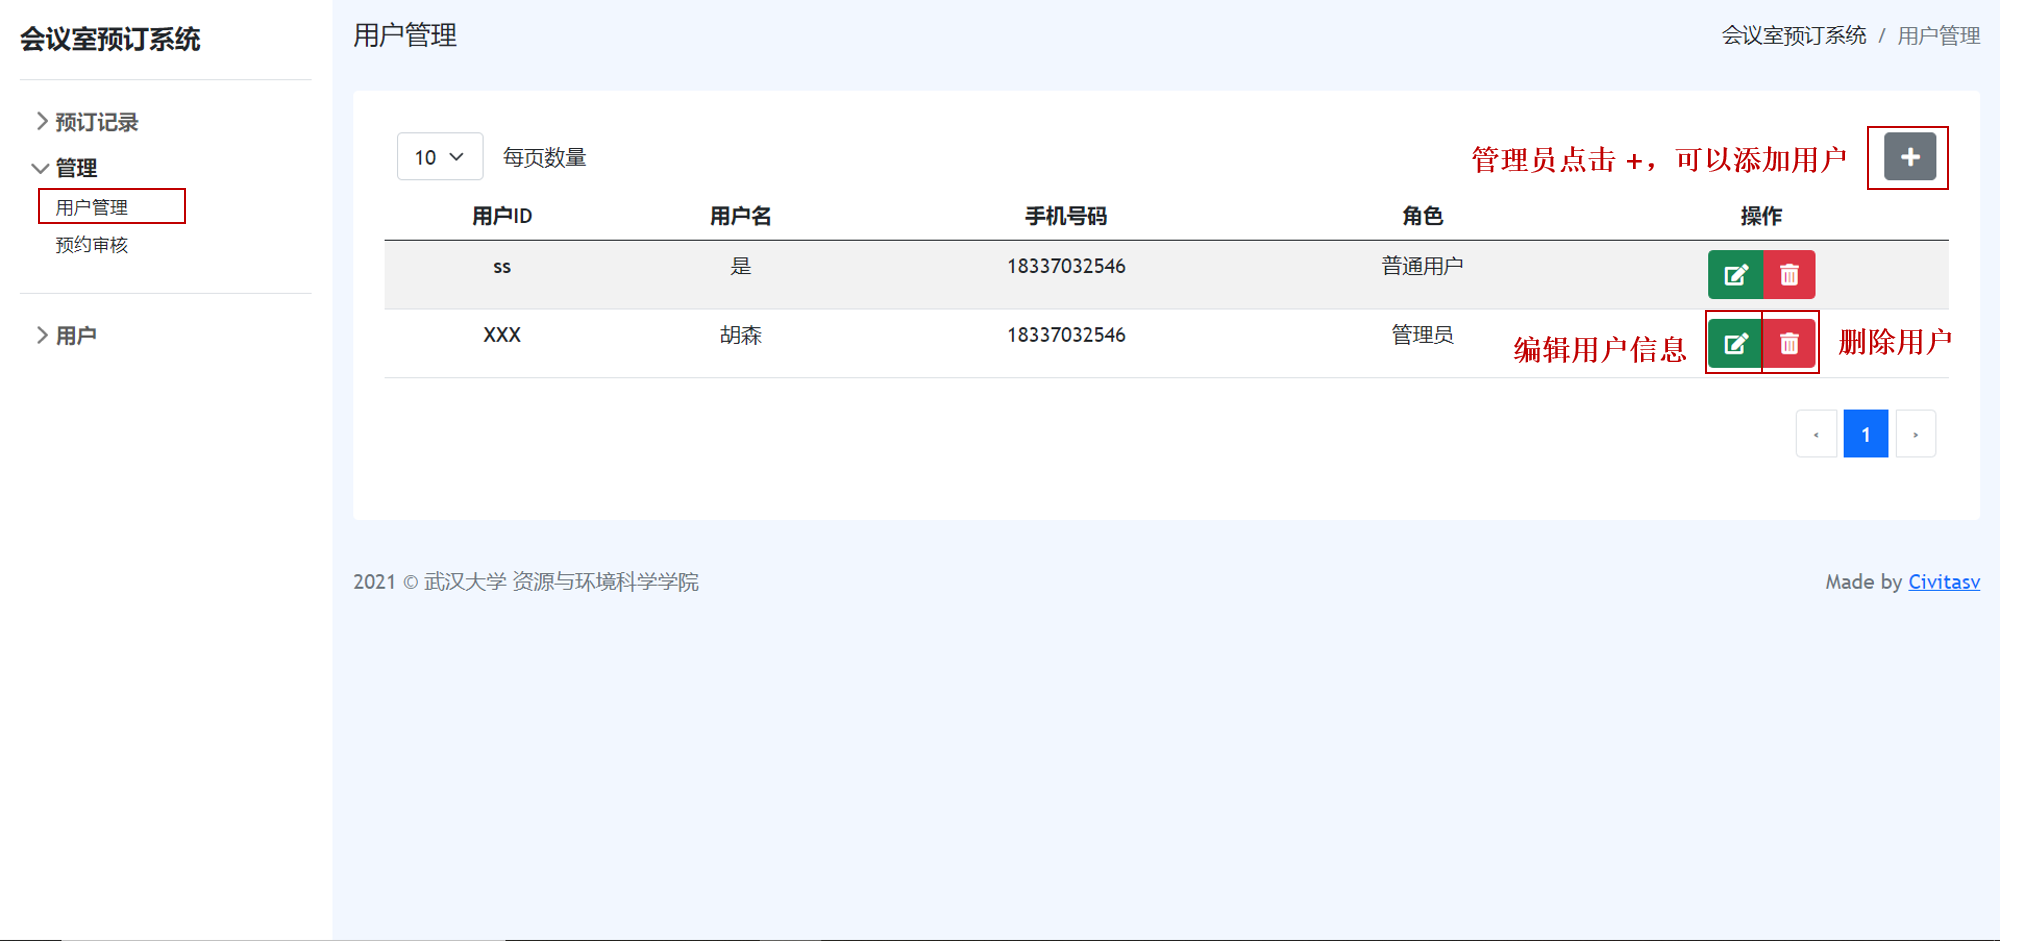 会议室预订系统
预订记录
管理
用户管理
预约审核
用户
用户管理
会议室预订系统 / 用户管理
10 每页数量
管理员点击 +，可以添加用户
用户ID 用户名 手机号码 角色 操作
ss 是 18337032546 普通用户
XXX 胡森 18337032546 管理员
编辑用户信息 删除用户
‹ 1 ›
2021 © 武汉大学 资源与环境科学学院
Made by Civitasv